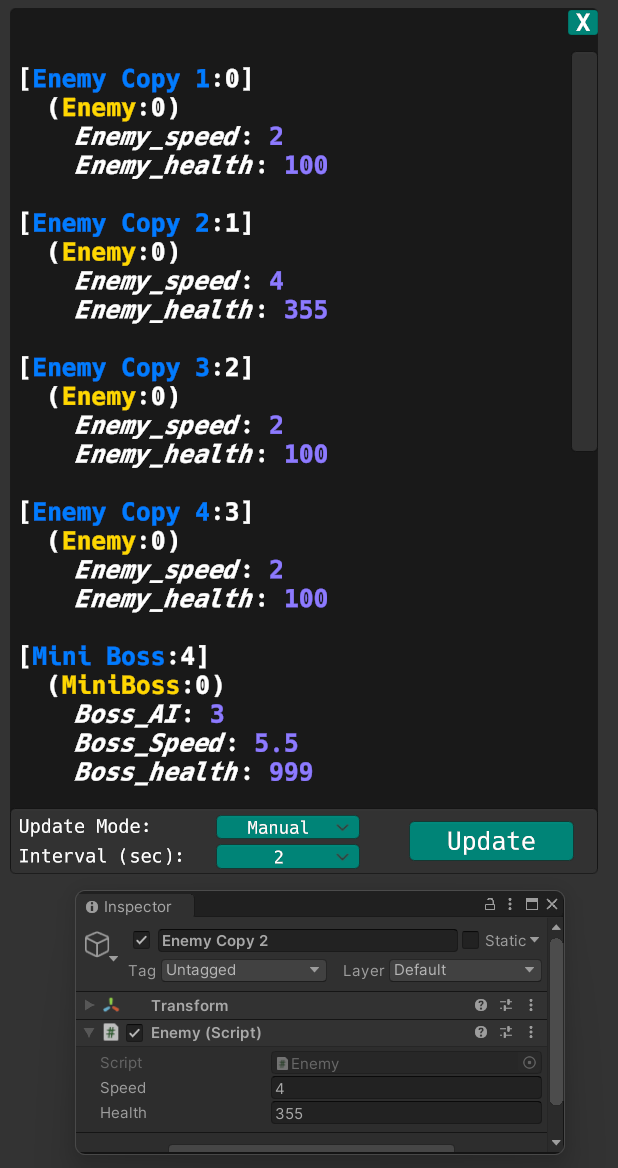 X
[Enemy Copy 1:0]
(Enemy:0)
Enemy_speed: 2
Enemy_health: 100
[Enemy Copy 2:1]
(Enemy:0)
Enemy_speed: 4
Enemy_health: 355
[Enemy Copy 3:2]
(Enemy:0)
Enemy_speed: 2
Enemy_health: 100
[Enemy Copy 4:3]
(Enemy:0)
Enemy_speed: 2
Enemy_health: 100
[Mini Boss:4]
(MiniBoss:0)
Boss_AI: 3
Boss_Speed: 5.5
Boss_health: 999
Update Mode: Manual
Interval (sec): 2
Update
Inspector
Enemy Copy 2 Static
Tag Untagged Layer Default
Transform
# Enemy (Script)
Script # Enemy
Speed 4
Health 355